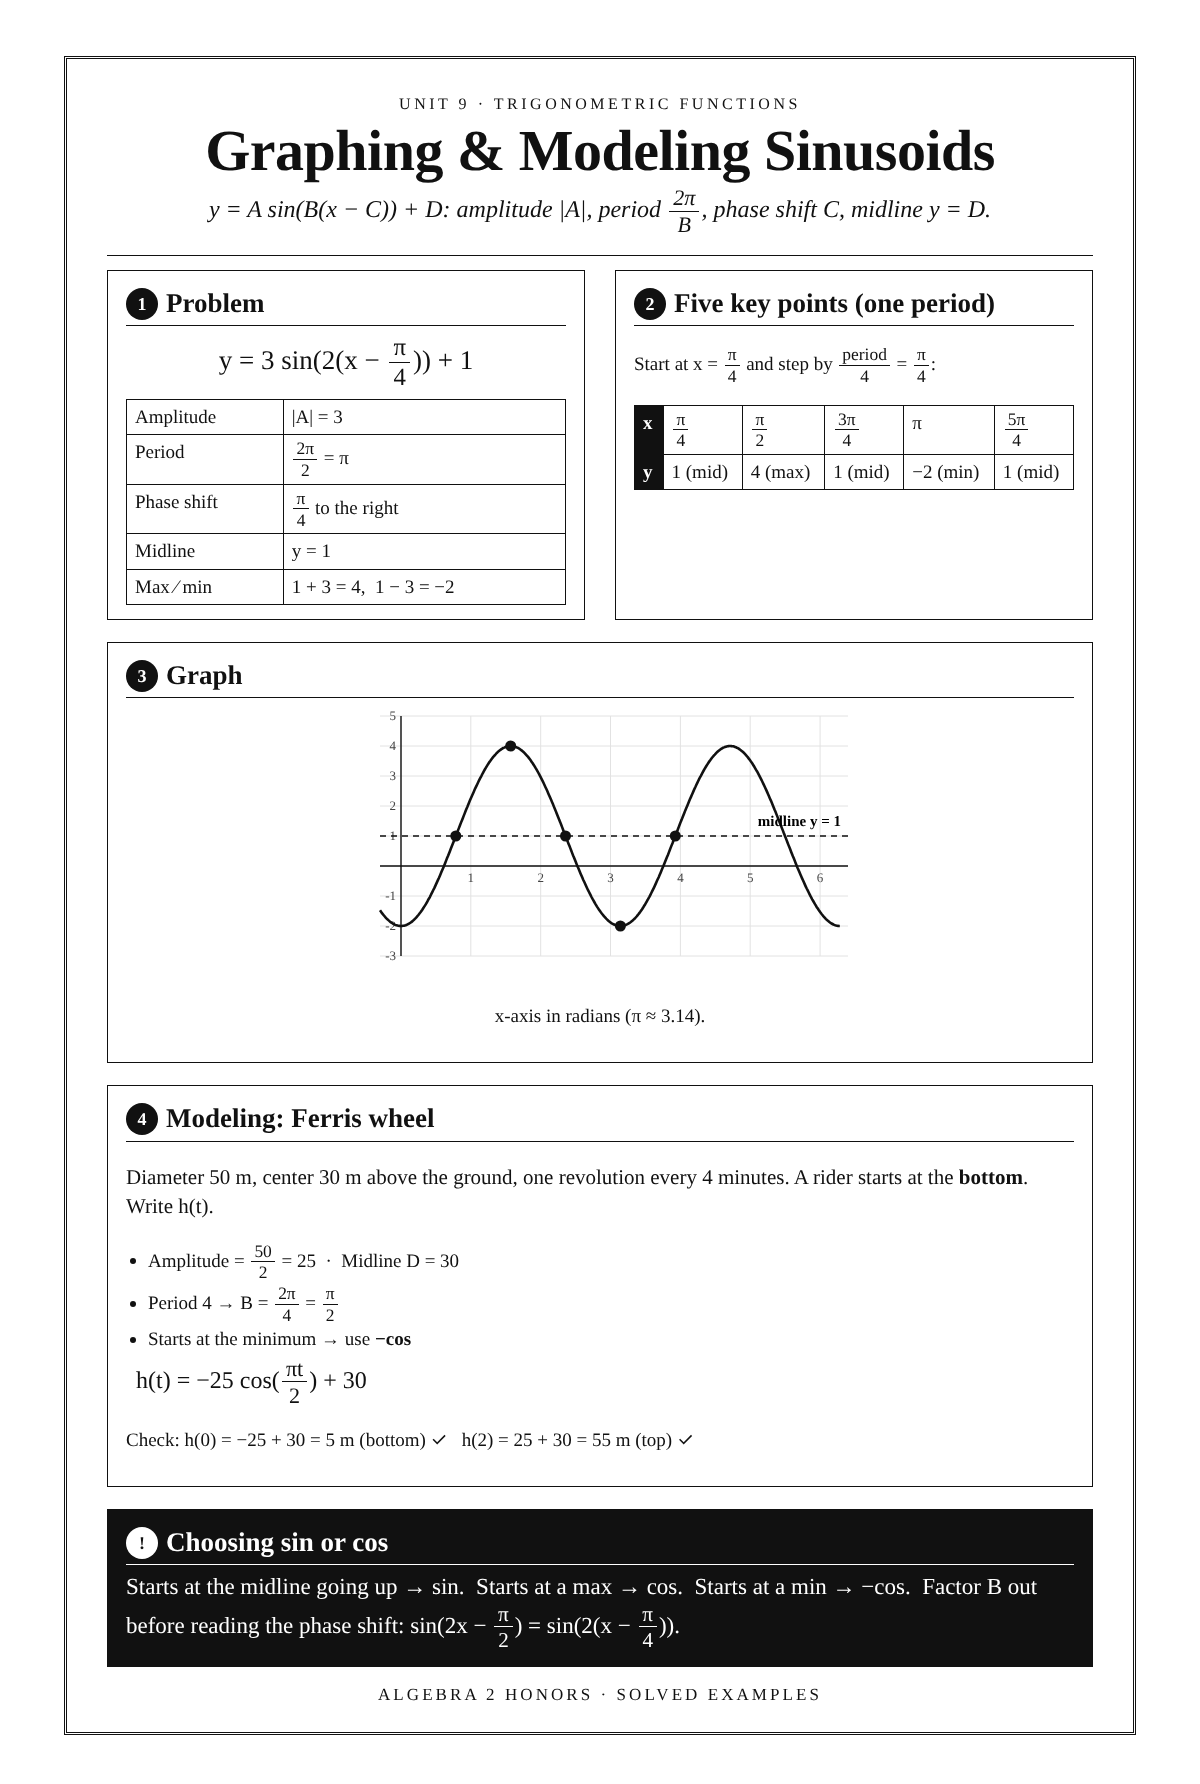 UNIT 9 · TRIGONOMETRIC FUNCTIONS
Graphing & Modeling Sinusoids
y = A sin(B(x − C)) + D: amplitude |A|, period 2π/B, phase shift C, midline y = D.
1 Problem
y = 3 sin(2(x − π/4)) + 1
Amplitude |A| = 3
Period 2π/2 = π
Phase shift π/4 to the right
Midline y = 1
Max/min 1 + 3 = 4, 1 − 3 = −2
2 Five key points (one period)
Start at x = π/4 and step by period/4 = π/4:
x π/4 π/2 3π/4 π 5π/4
y 1 (mid) 4 (max) 1 (mid) −2 (min) 1 (mid)
3 Graph
5
4
3
2
midline y = 1
1
1 2 3 4 5 6
-1
-2
-3
x-axis in radians (π ≈ 3.14).
4 Modeling: Ferris wheel
Diameter 50 m, center 30 m above the ground, one revolution every 4 minutes. A rider starts at the bottom.
Write h(t).
• Amplitude = 50/2 = 25 · Midline D = 30
• Period 4 → B = 2π/4 = π/2
• Starts at the minimum → use −cos
h(t) = −25 cos(πt/2) + 30
Check: h(0) = −25 + 30 = 5 m (bottom) ✓ h(2) = 25 + 30 = 55 m (top) ✓
! Choosing sin or cos
Starts at the midline going up → sin. Starts at a max → cos. Starts at a min → −cos. Factor B out
before reading the phase shift: sin(2x − π/2) = sin(2(x − π/4)).
ALGEBRA 2 HONORS · SOLVED EXAMPLES